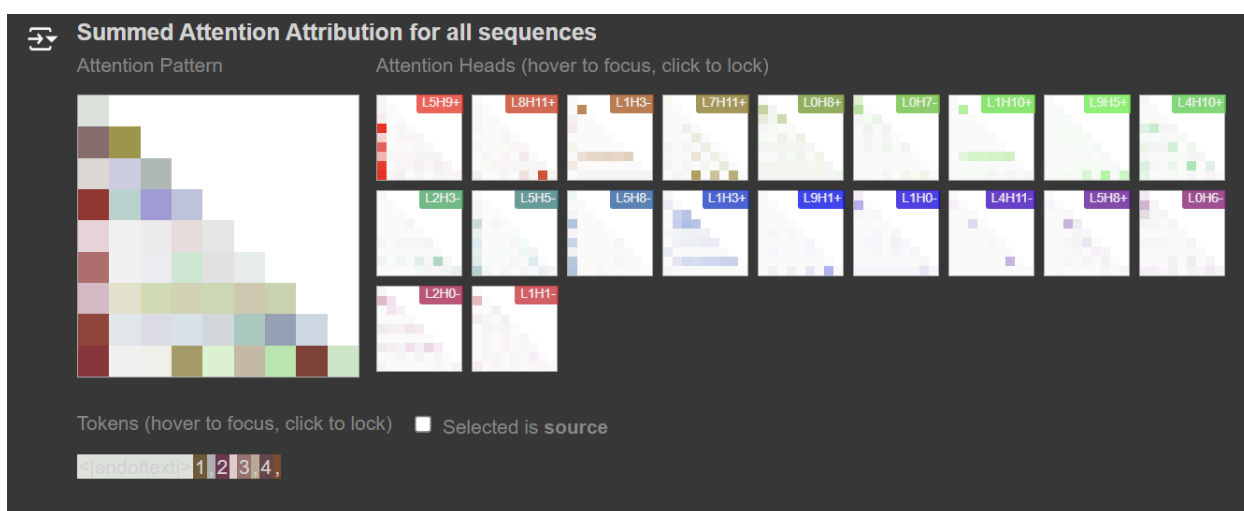 Summed Attention Attribution for all sequences
Attention Pattern
Attention Heads (hover to focus, click to lock)
L5H9+ L8H11+ L1H3- L7H11+ L0H8+ L0H7- L1H10+ L9H5+ L4H10+
L2H3- L5H5- L5H8- L1H3+ L9H1+ L1H0- L4H11- L5H8+ L0H6-
L2H0- L1H1-
Tokens (hover to focus, click to lock) Selected is source
<|endoftext|>1,2,3,4,